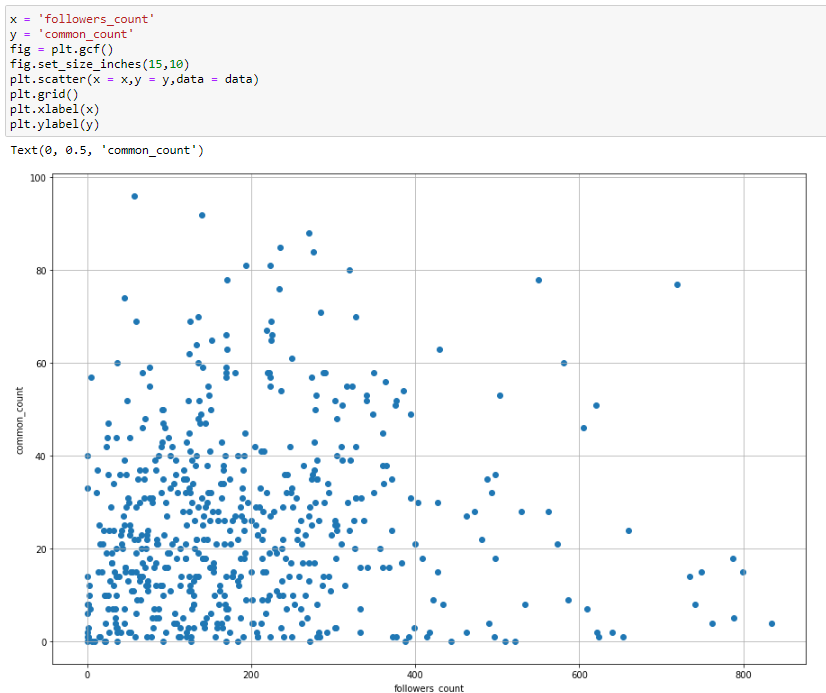 x = 'followers_count'
y = 'common_count'
fig = plt.gcf()
fig.set_size_inches(15,10)
plt.scatter(x = x,y = y,data = data)
plt.grid()
plt.xlabel(x)
plt.ylabel(y)
Text(0, 0.5, 'common_count')
100
80
60
40
20
0
common_count
0 200 400 600 800
followers_count